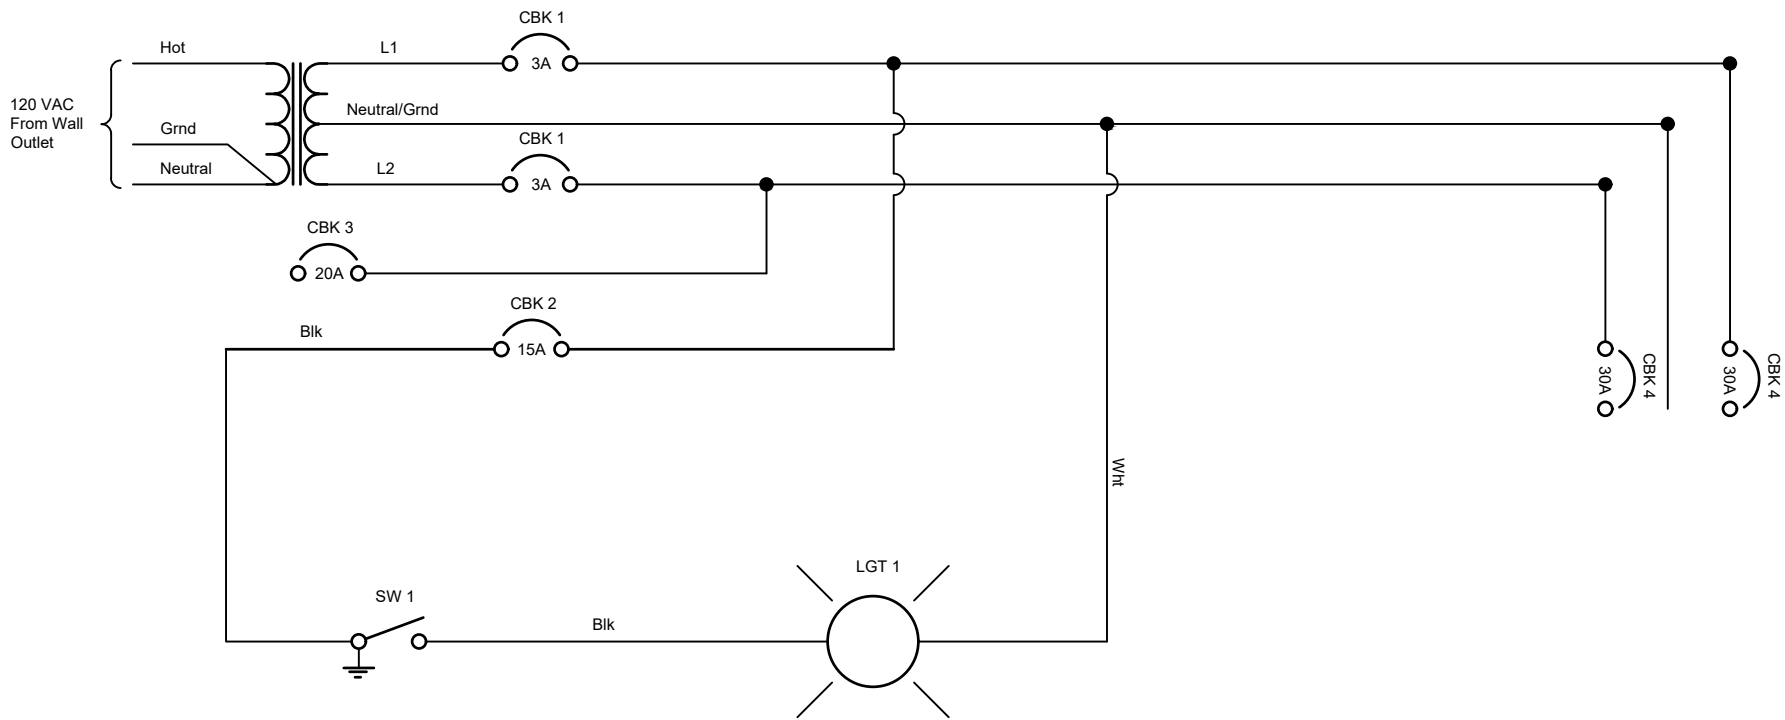 CBK 1
Hot
L1
3A
120 VAC
From Wall
Outlet
Neutral/Grnd
Grnd
CBK 1
Neutral
L2
3A
CBK 3
20A
CBK 2
Blk
15A
30A
CBK 4
30A
CBK 4
Wht
LGT 1
SW 1
Blk